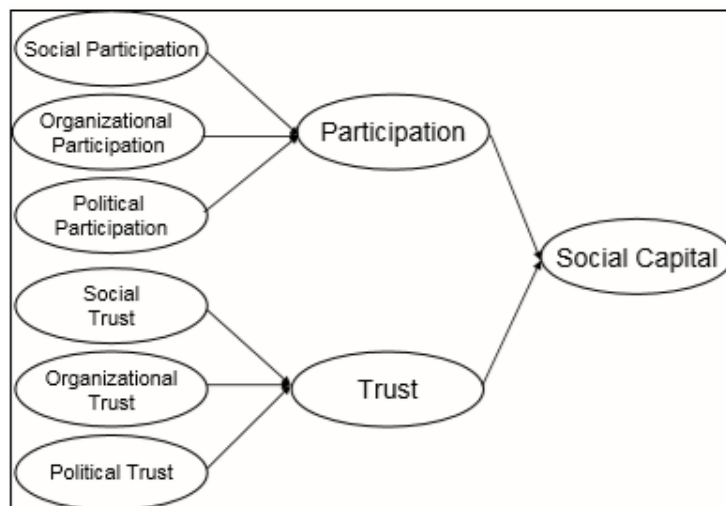 Social Participation
Organizational
Participation
Political
Participation
Social
Trust
Organizational
Trust
Political Trust
Participation
Trust
Social Capital